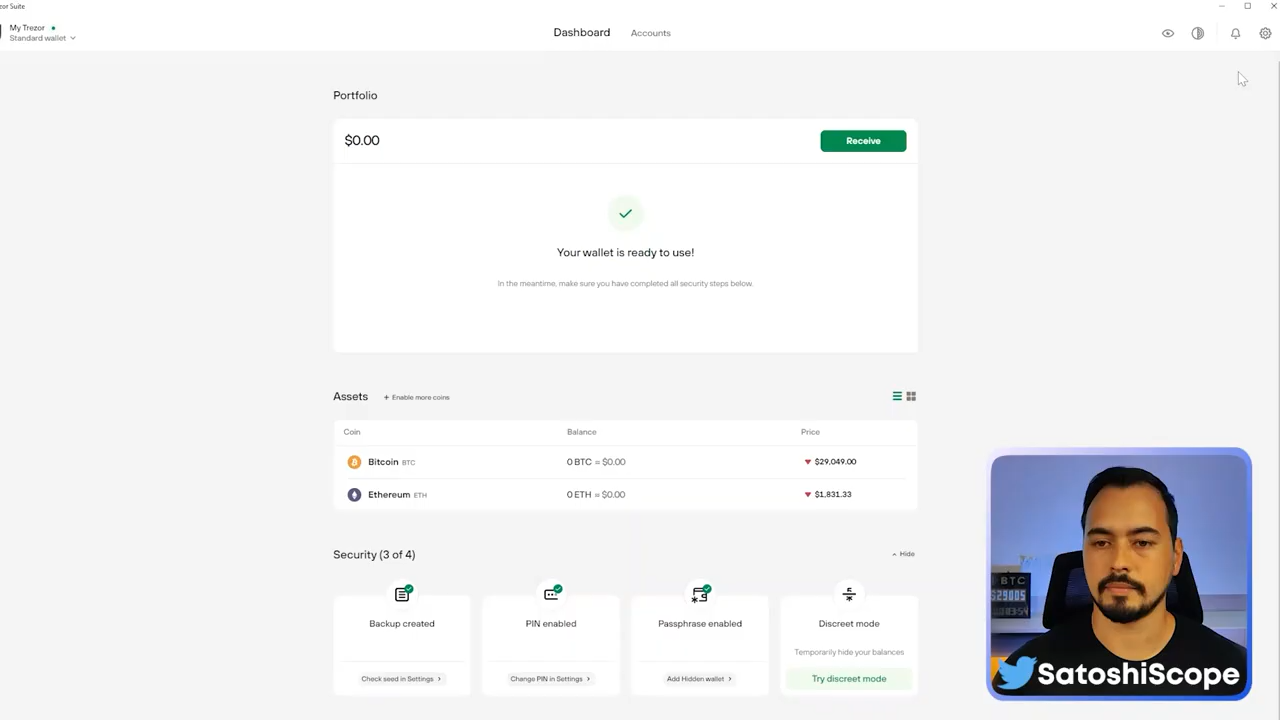 zor Suite
My Trezor
Standard wallet
Dashboard
Accounts
Portfolio
$0.00
Receive
Your wallet is ready to use!
In the meantime, make sure you have completed all security steps below.
Assets
+ Enable more coins
Coin
Balance
Price
Bitcoin BTC
0 BTC ≈ $0.00
$29,049.00
Ethereum ETH
0 ETH ≈ $0.00
$1,831.33
Security (3 of 4)
Hide
Backup created
Check seed in Settings
PIN enabled
Change PIN in Settings
Passphrase enabled
Add Hidden wallet
Discreet mode
Temporarily hide your balances
Try discreet mode
BTC
SatoshiScope